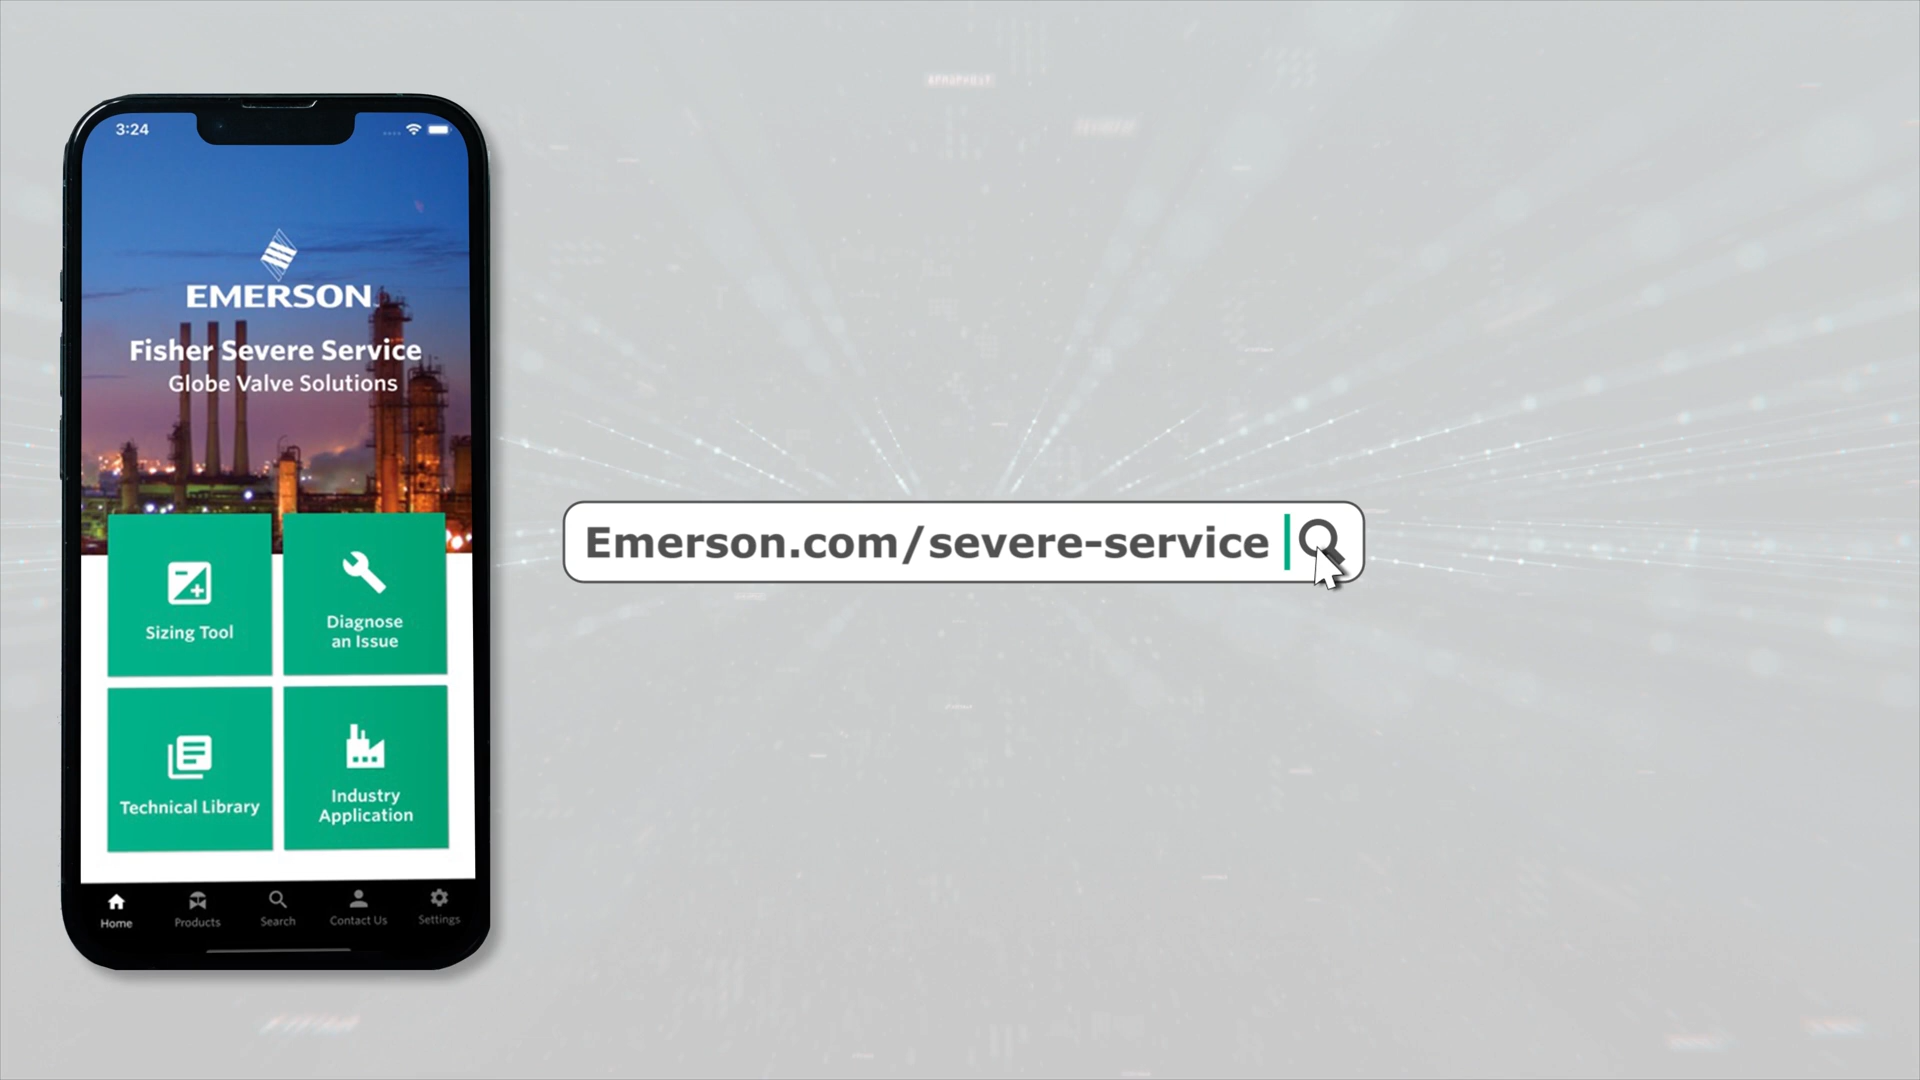 3:24
EMERSON
Fisher Severe Service
Globe Valve Solutions
Sizing Tool
Diagnose
an Issue
Technical Library
Industry
Application
Home
Products
Search
Contact Us
Settings
Emerson.com/severe-service